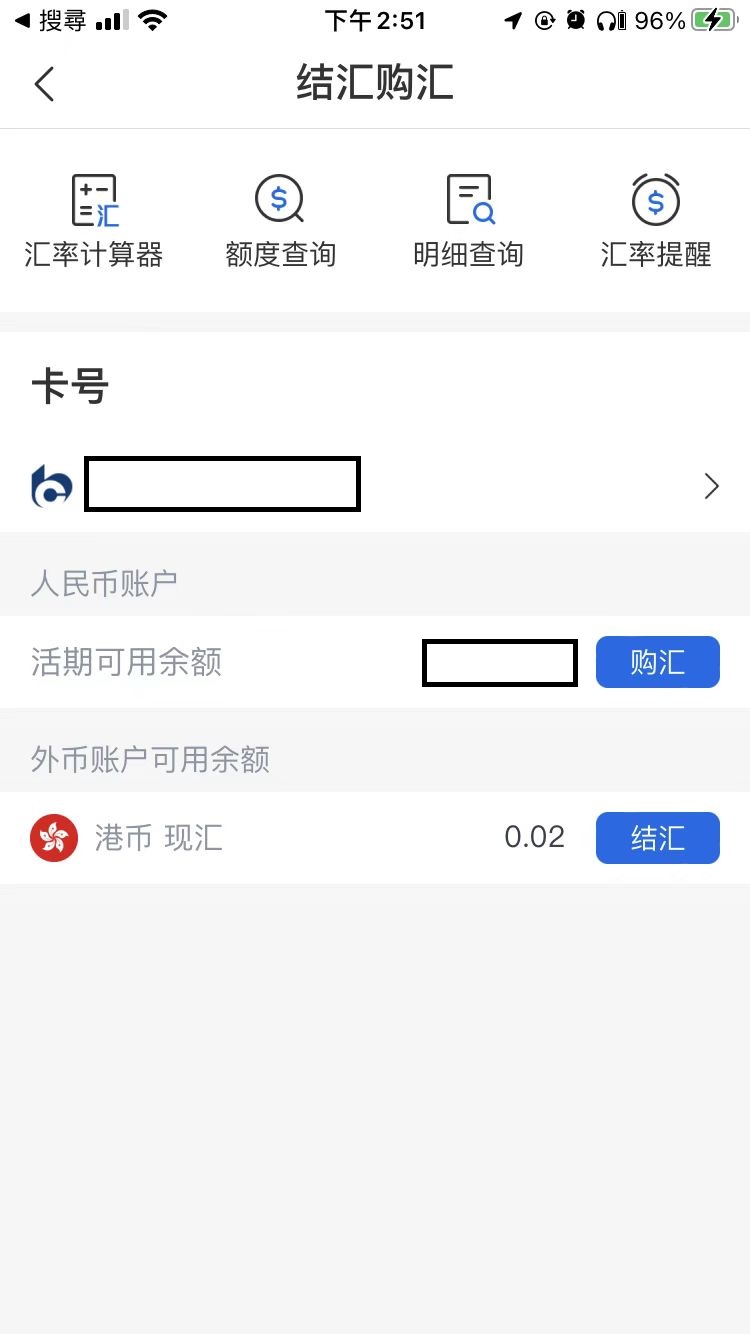 搜尋 下午2:51 96%
结汇购汇
汇
汇率计算器 额度查询 明细查询 汇率提醒
卡号
人民币账户
活期可用余额 购汇
外币账户可用余额
港币 现汇 0.02 结汇